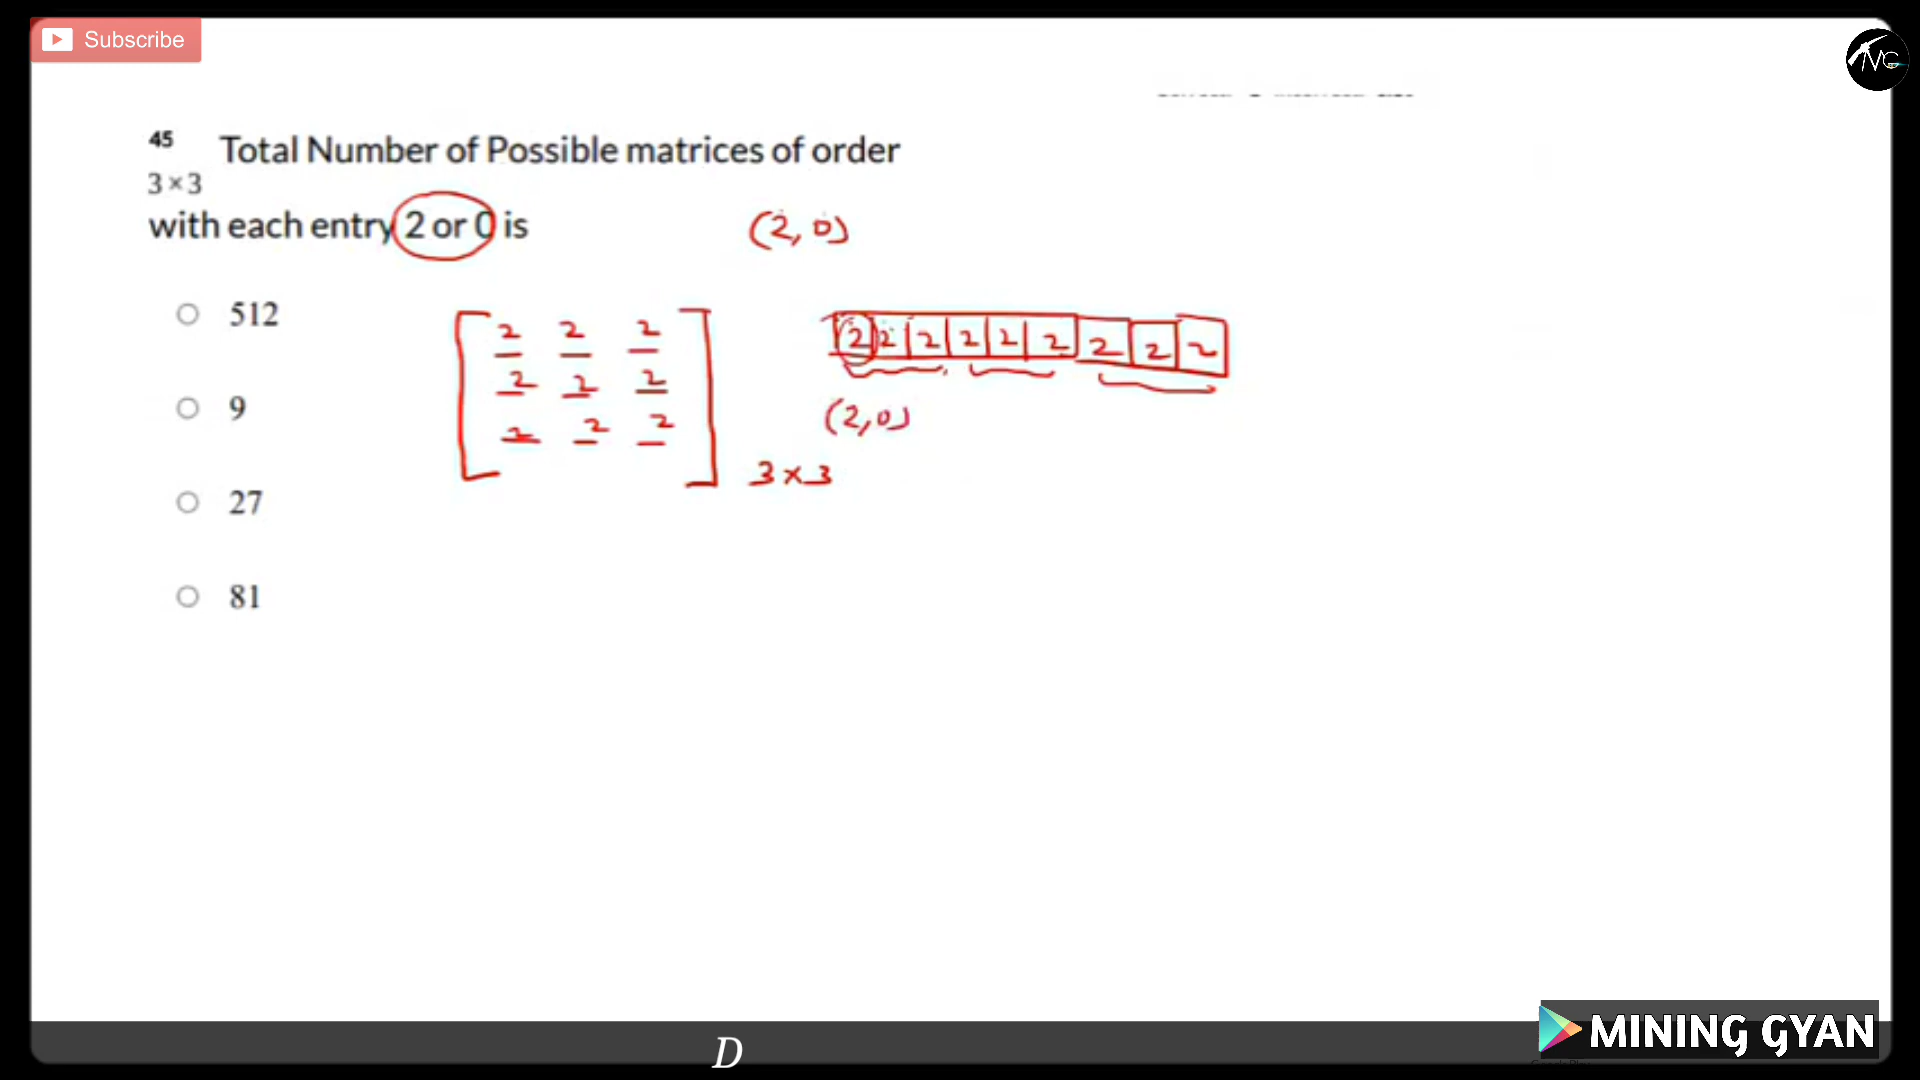 Subscribe
NG
45 Total Number of Possible matrices of order
3 × 3
with each entry 2 or 0 is
(2, 0)
512
9
27
81
2 2 2
2 2 2
2 2 2
3 × 3
2 2 2 2 2 2 2 2 2
(2, 0)
D
MINING GYAN